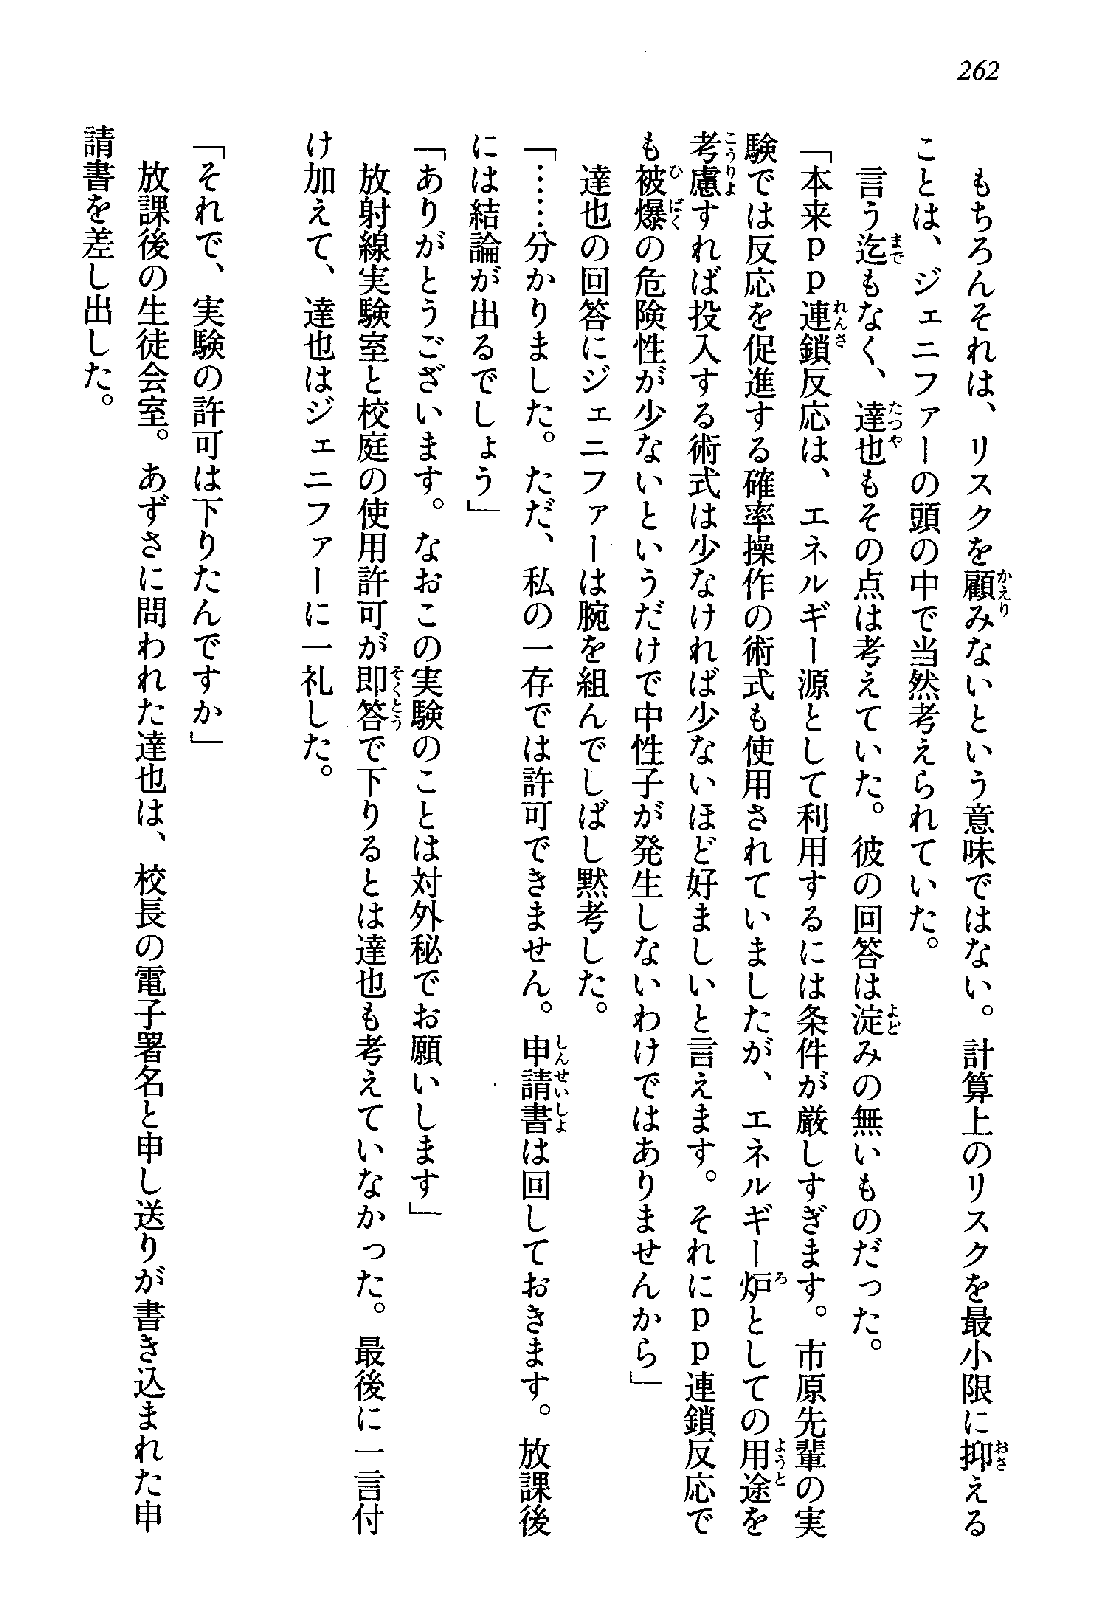 262
もちろんそれは、リスクを顧みないという意味ではない。計算上のリスクを最小限に抑える
ことは、ジェニファーの頭の中で当然考えられていた。
言う迄もなく、達也もその点は考えていた。彼の回答は淀みの無いものだった。
「本来ｐｐ連鎖反応は、エネルギー源として利用するには条件が厳しすぎます。市原先輩の実
験では反応を促進する確率操作の術式も使用されていましたが、エネルギー炉としての用途を
考慮すれば投入する術式は少なければ少ないほど好ましいと言えます。それにｐｐ連鎖反応で
も被爆の危険性が少ないというだけで中性子が発生しないわけではありませんから」
達也の回答にジェニファーは腕を組んでしばし黙考した。
「……分かりました。ただ、私の一存では許可できません。申請書は回しておきます。放課後
には結論が出るでしょう」
「ありがとうございます。なおこの実験のことは対外秘でお願いします」
放射線実験室と校庭の使用許可が即答で下りるとは達也も考えていなかった。最後に一言付
け加えて、達也はジェニファーに一礼した。
「それで、実験の許可は下りたんですか」
放課後の生徒会室。あずさに問われた達也は、校長の電子署名と申し送りが書き込まれた申
請書を差し出した。